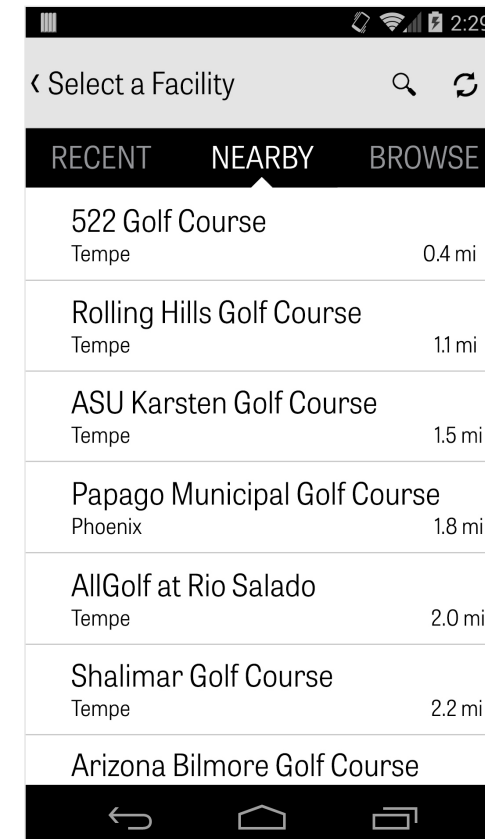 2:29
‹ Select a Facility
RECENT NEARBY BROWSE
522 Golf Course
Tempe 0.4 mi
Rolling Hills Golf Course
Tempe 1.1 mi
ASU Karsten Golf Course
Tempe 1.5 mi
Papago Municipal Golf Course
Phoenix 1.8 mi
AllGolf at Rio Salado
Tempe 2.0 mi
Shalimar Golf Course
Tempe 2.2 mi
Arizona Bilmore Golf Course